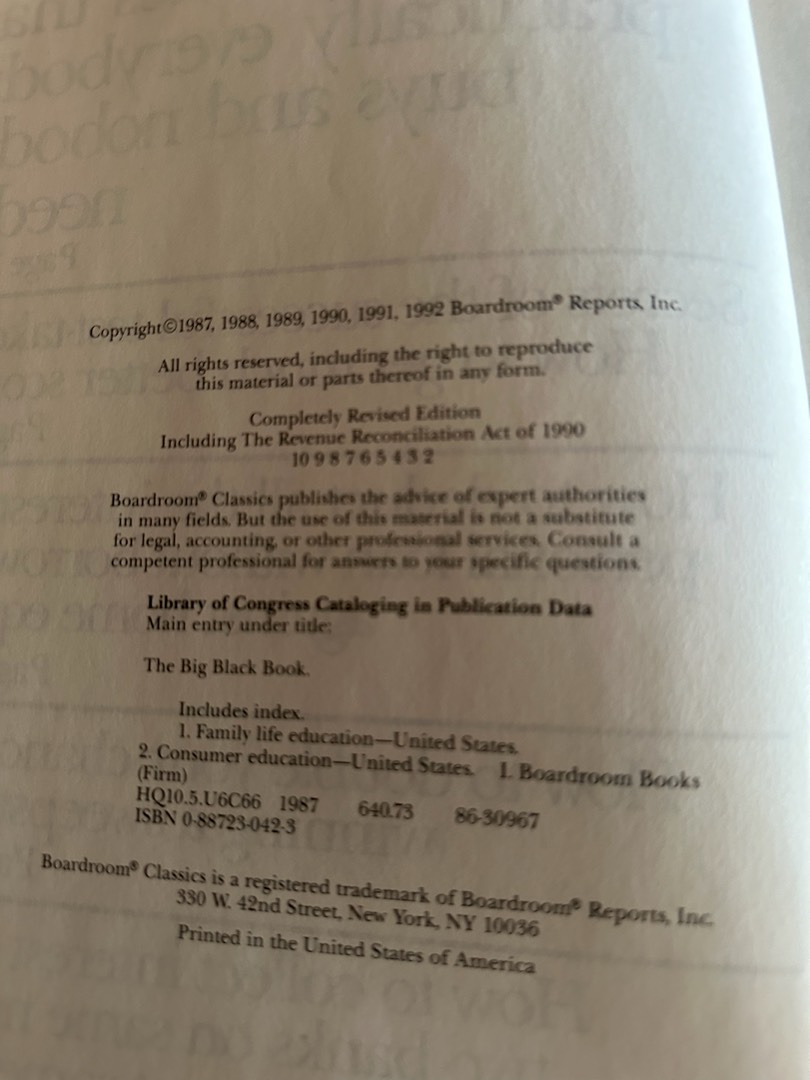 Copyright©1987, 1988, 1989, 1990, 1991, 1992 Boardroom® Reports, Inc.
All rights reserved, including the right to reproduce
this material or parts thereof in any form.
Completely Revised Edition
Including The Revenue Reconciliation Act of 1990
10 9 8 7 6 5 4 3 2
Boardroom® Classics publishes the advice of expert authorities
in many fields. But the use of this material is not a substitute
for legal, accounting, or other professional services. Consult a
competent professional for answers to your specific questions.
Library of Congress Cataloging in Publication Data
Main entry under title:
The Big Black Book.
Includes index.
1. Family life education—United States.
2. Consumer education—United States. I. Boardroom Books
(Firm)
HQ10.5.U6C66 1987 640.73 86-30967
ISBN 0-88723-042-3
Boardroom® Classics is a registered trademark of Boardroom® Reports, Inc.
330 W. 42nd Street, New York, NY 10036
Printed in the United States of America